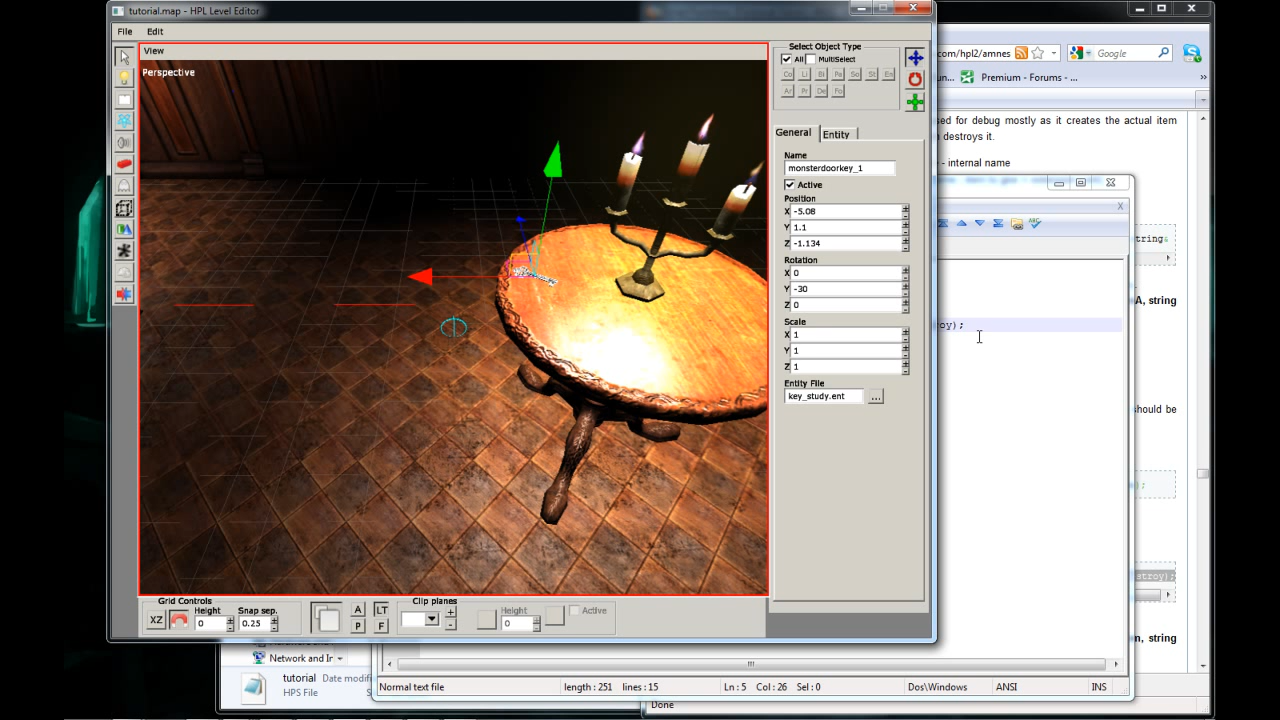 tutorial.map - HPL Level Editor
File Edit
View
Perspective
Select Object Type
All MultiSelect
Co Li Bi Pa So St En
Ar Pr De Fo
General Entity
Name
monsterdoorkey_1
Active
Position
X -5.08
Y 1.1
Z -1.134
Rotation
X 0
Y -30
Z 0
Scale
X 1
Y 1
Z 1
Entity File
key_study.ent ...
Grid Controls
XZ Height 0 Snap sep. 0.25
A LT
P F
Clip planes
Height 0 Active
com/hpl2/amnes
Google
un... Premium - Forums - ...
sed for debug mostly as it creates the actual item
n destroys it.
- internal name
string&
A, string
oy);
should be
);
stroy);
n, string
Network and In
tutorial Date modifi
HPS File
Normal text file length : 251 lines : 15 Ln : 5 Col : 26 Sel : 0 Dos\Windows ANSI INS
Done